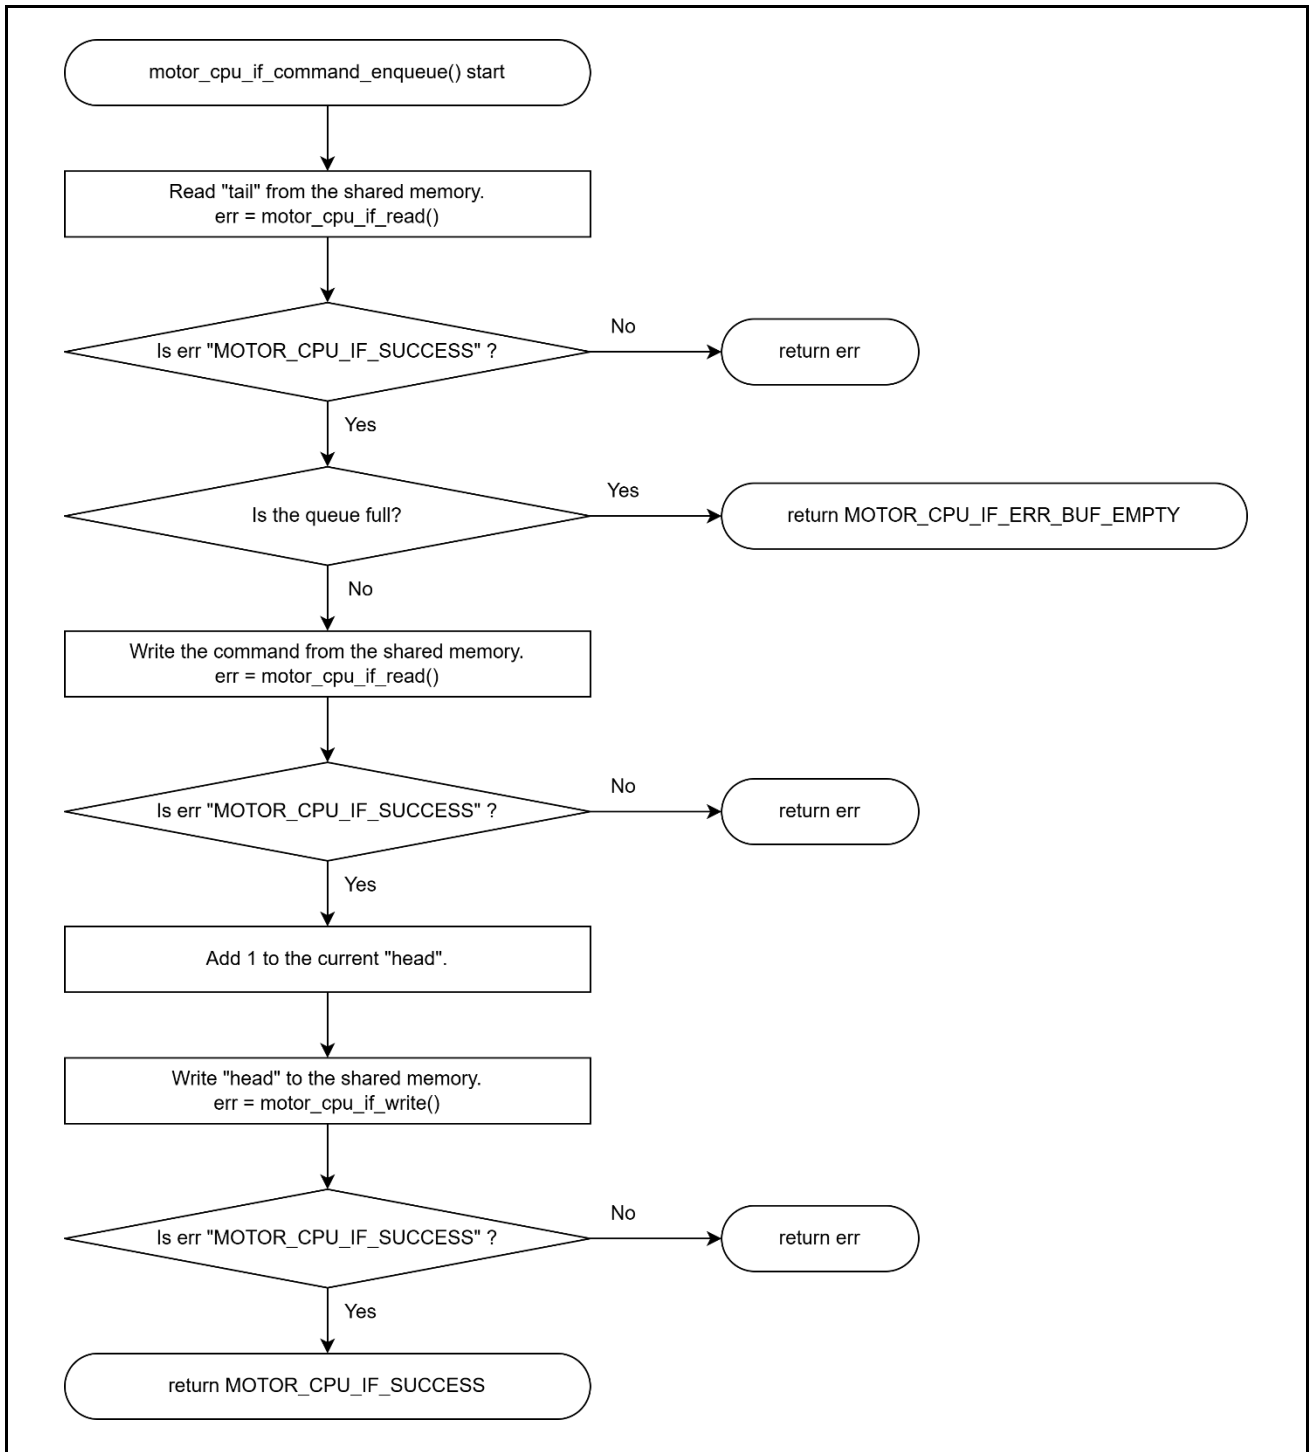 motor_cpu_if_command_enqueue() start
Read "tail" from the shared memory.
err = motor_cpu_if_read()
Is err "MOTOR_CPU_IF_SUCCESS" ?
No
return err
Yes
Is the queue full?
Yes
return MOTOR_CPU_IF_ERR_BUF_EMPTY
No
Write the command from the shared memory.
err = motor_cpu_if_read()
Is err "MOTOR_CPU_IF_SUCCESS" ?
No
return err
Yes
Add 1 to the current "head".
Write "head" to the shared memory.
err = motor_cpu_if_write()
Is err "MOTOR_CPU_IF_SUCCESS" ?
No
return err
Yes
return MOTOR_CPU_IF_SUCCESS